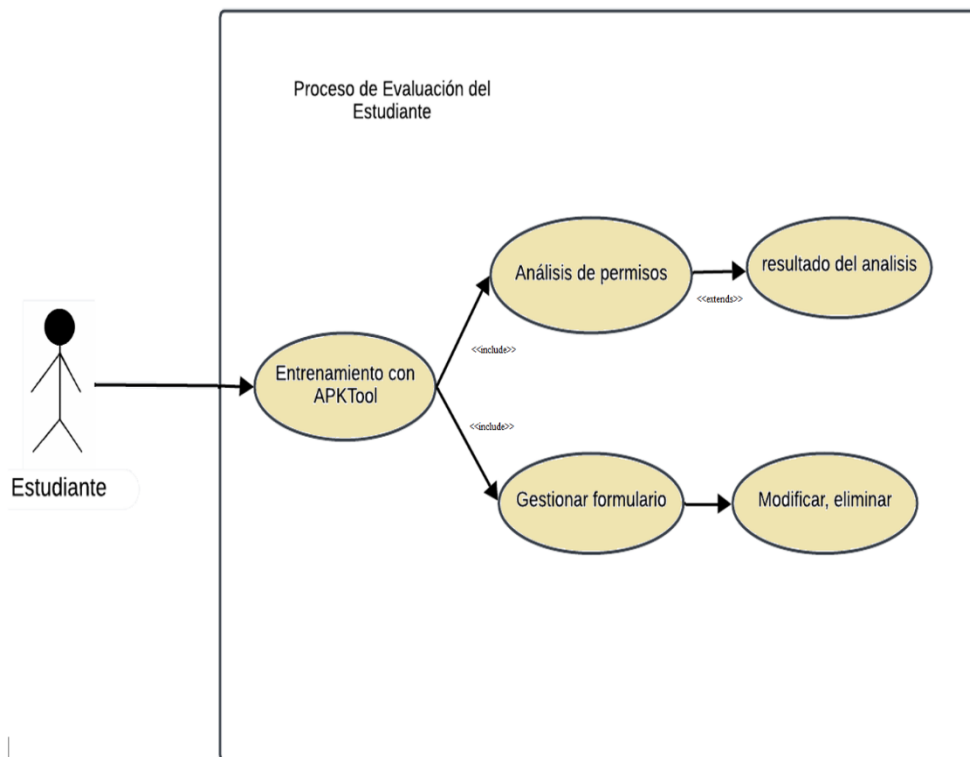 Proceso de Evaluación del
Estudiante
Análisis de permisos
<<extends>>
resultado del analisis
<<include>>
Entrenamiento con
APKTool
<<include>>
Estudiante
Gestionar formulario
Modificar, eliminar